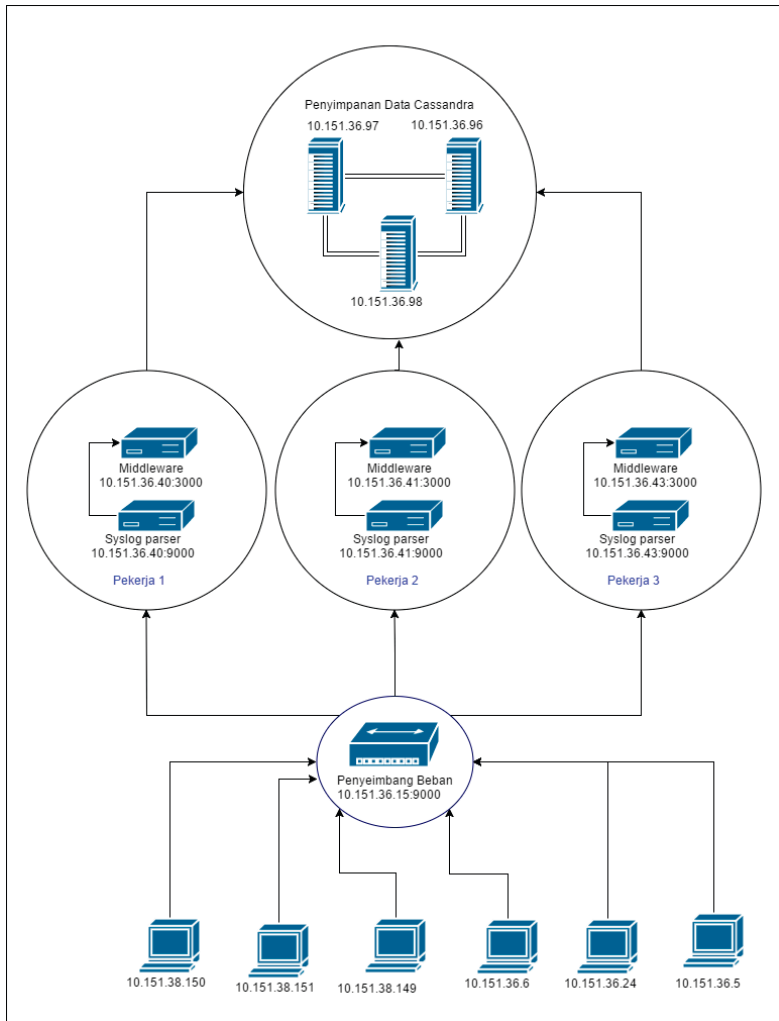 Penyimpanan Data Cassandra
10.151.36.97
10.151.36.96
10.151.36.98
Middleware
10.151.36.40:3000
Syslog parser
10.151.36.40:9000
Pekerja 1
Middleware
10.151.36.41:3000
Syslog parser
10.151.36.41:9000
Pekerja 2
Middleware
10.151.36.43:3000
Syslog parser
10.151.36.43:9000
Pekerja 3
Penyeimbang Beban
10.151.36.15:9000
10.151.38.150
10.151.38.151
10.151.38.149
10.151.36.6
10.151.36.24
10.151.36.5